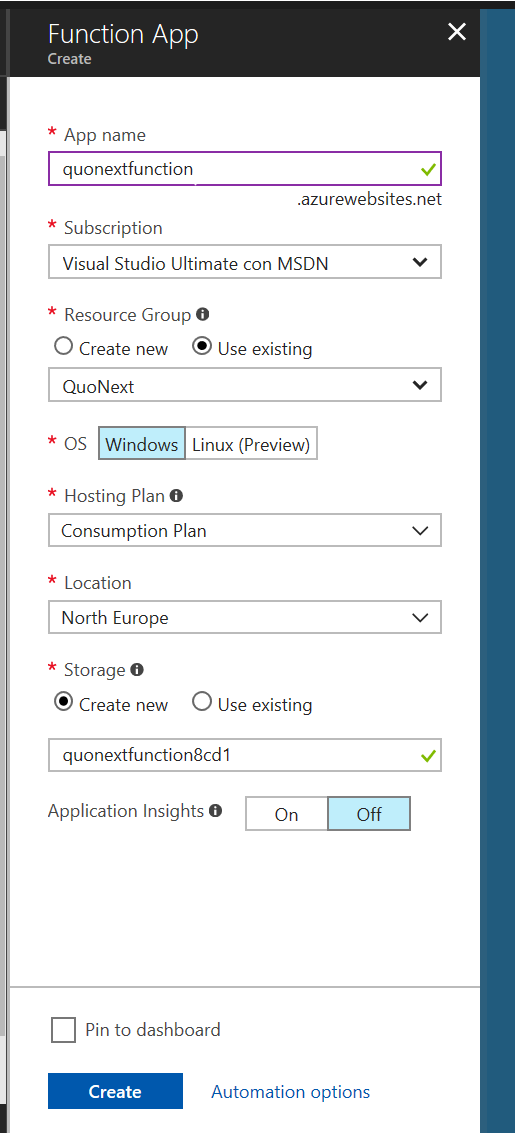 Function App
Create
* App name
quonextfunction
.azurewebsites.net
* Subscription
Visual Studio Ultimate con MSDN
* Resource Group
Create new Use existing
QuoNext
* OS Windows Linux (Preview)
* Hosting Plan
Consumption Plan
* Location
North Europe
* Storage
Create new Use existing
quonextfunction8cd1
Application Insights On Off
Pin to dashboard
Create Automation options